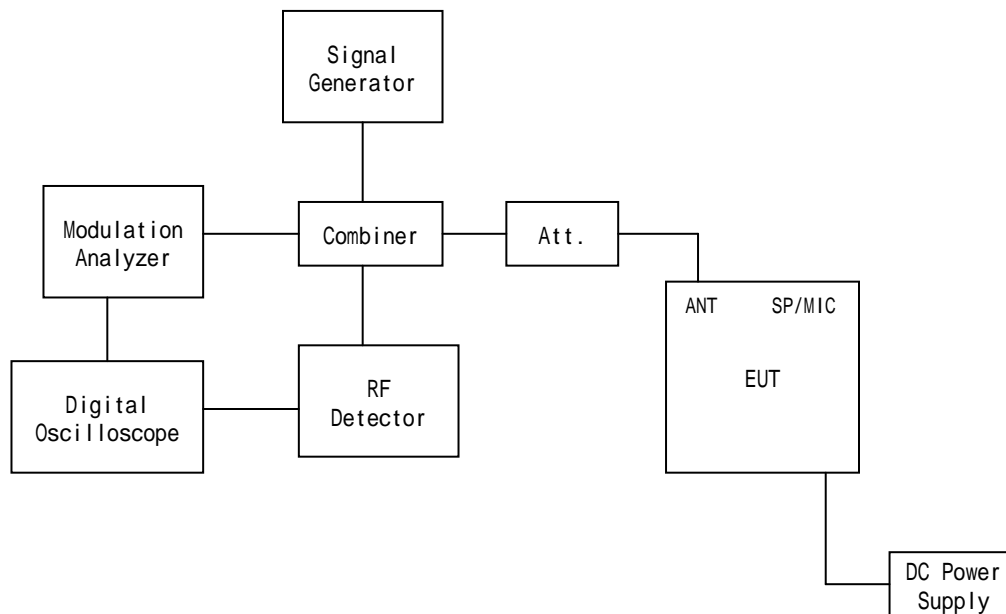 Signal
Generator
Modulation
Analyzer
Combiner
Att.
ANT SP/MIC
EUT
Digital
Oscilloscope
RF
Detector
DC Power
Supply